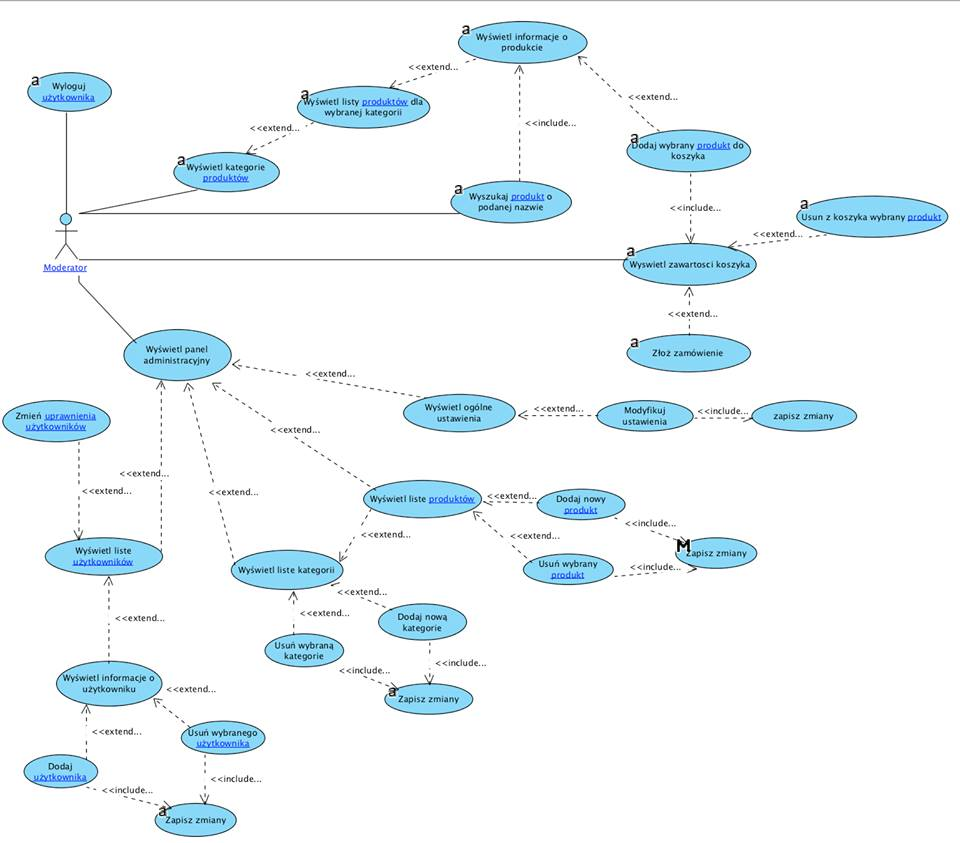 a
Wyświetl informacje o
produkcie
<<extend...
a
Wyloguj
użytkownika
a
Wyświetl listy produktów dla
wybranej kategorii
<<extend...
<<extend...
<<include...
a
Dodaj wybrany produkt do
koszyka
a
Wyświetl kategorie
produktów
a
Wyszukaj produkt o
podanej nazwie
<<include...
a
Usun z koszyka wybrany produkt
<<extend...
Moderator
a
Wyswietl zawartosci koszyka
<<extend...
a
Złoż zamówienie
Wyświetl panel
administracyjny
<<extend...
Wyświetl ogólne
ustawienia
<<extend...
Modyfikuj
ustawienia
<<include...
zapisz zmiany
Zmień uprawnienia
użytkowników
<<extend...
<<extend...
<<extend...
<<extend...
Wyświetl liste produktów
<<extend...
Dodaj nowy
produkt
<<include...
M
Zapisz zmiany
<<extend...
<<extend...
Usuń wybrany
produkt
<<include...
Wyświetl liste
użytkowników
Wyświetl liste kategorii
<<extend...
<<extend...
Dodaj nową
kategorie
<<extend...
Usuń wybraną
kategorie
<<include...
<<include...
a
Zapisz zmiany
Wyświetl informacje o
użytkowniku
<<extend...
<<extend...
Usuń wybranego
użytkownika
Dodaj
użytkownika
<<include...
<<include...
a
Zapisz zmiany